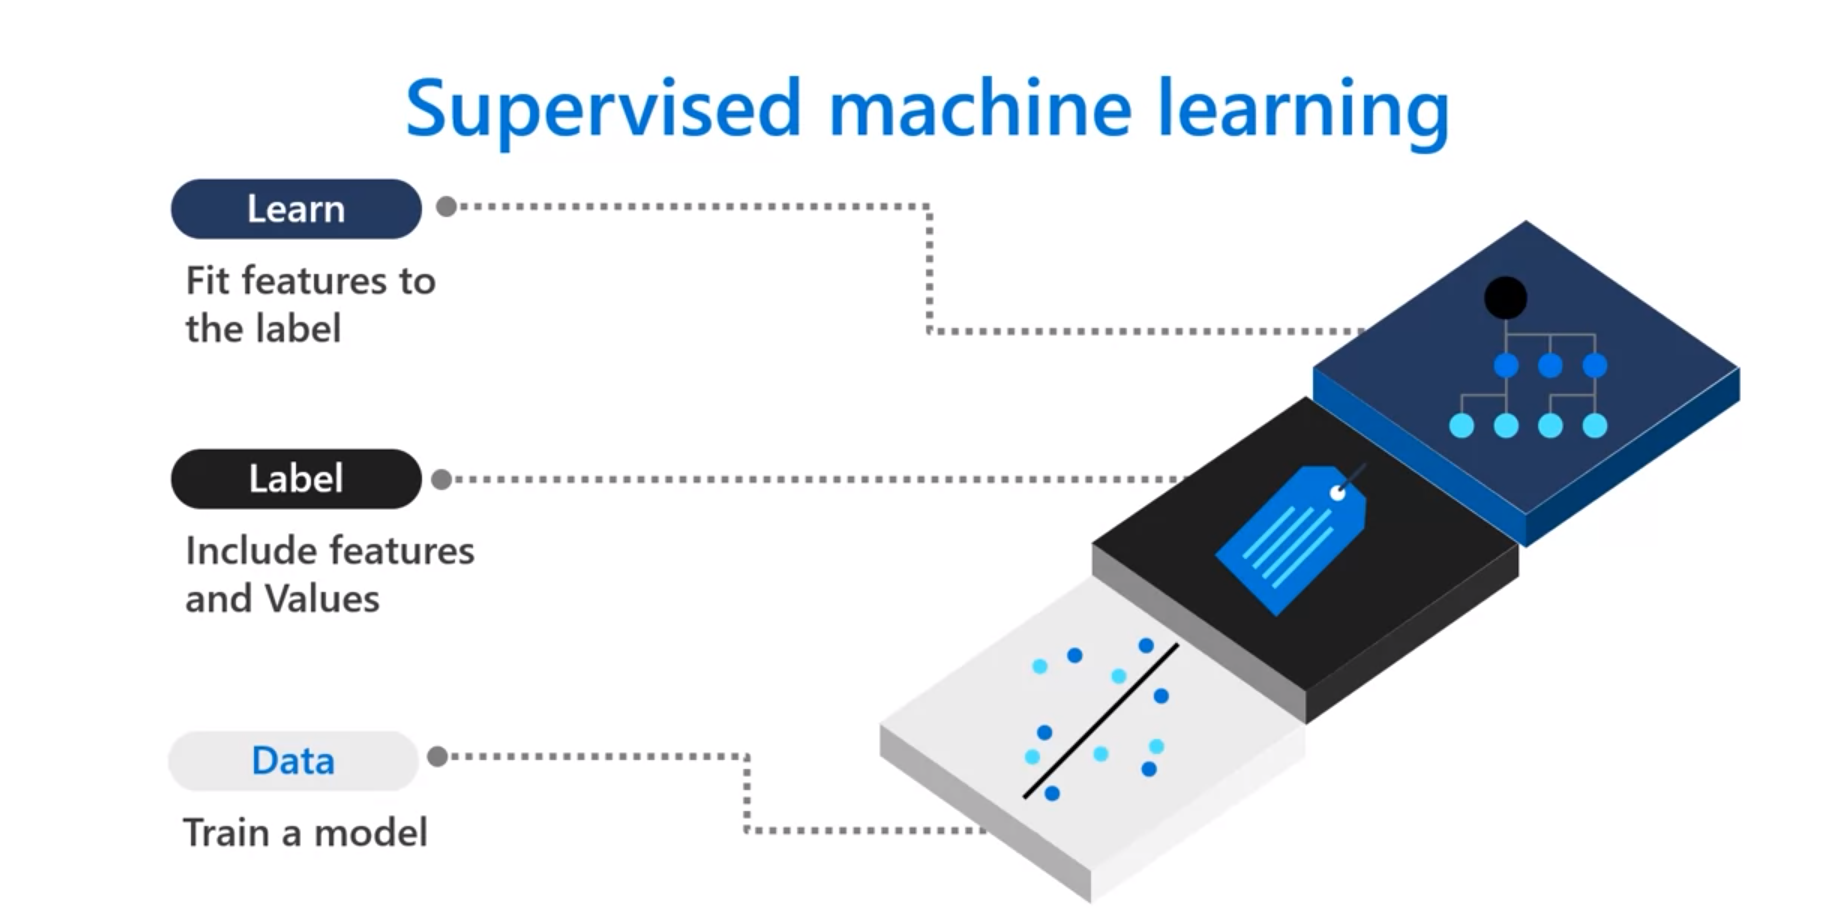 Supervised machine learning
Learn
Fit features to
the label
Label
Include features
and Values
Data
Train a model